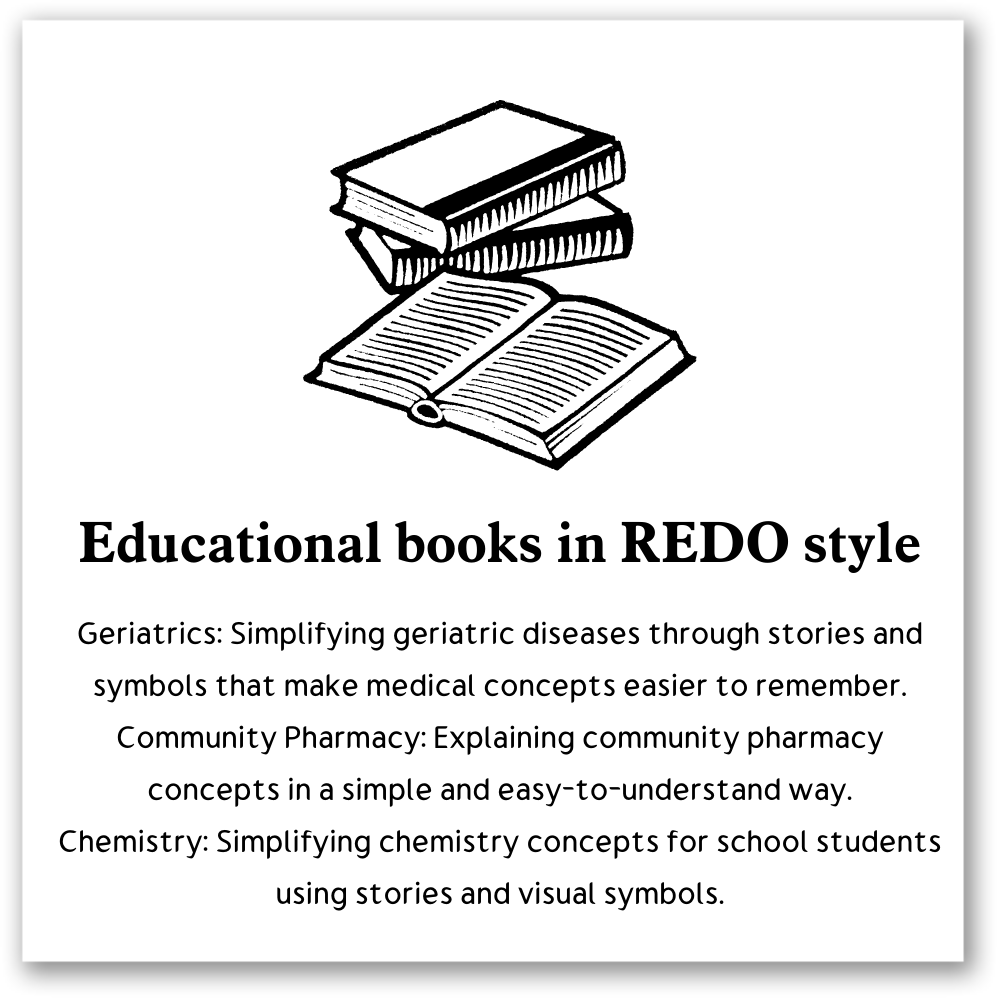 Educational books in REDO style
Geriatrics: Simplifying geriatric diseases through stories and
symbols that make medical concepts easier to remember.
Community Pharmacy: Explaining community pharmacy
concepts in a simple and easy-to-understand way.
Chemistry: Simplifying chemistry concepts for school students
using stories and visual symbols.